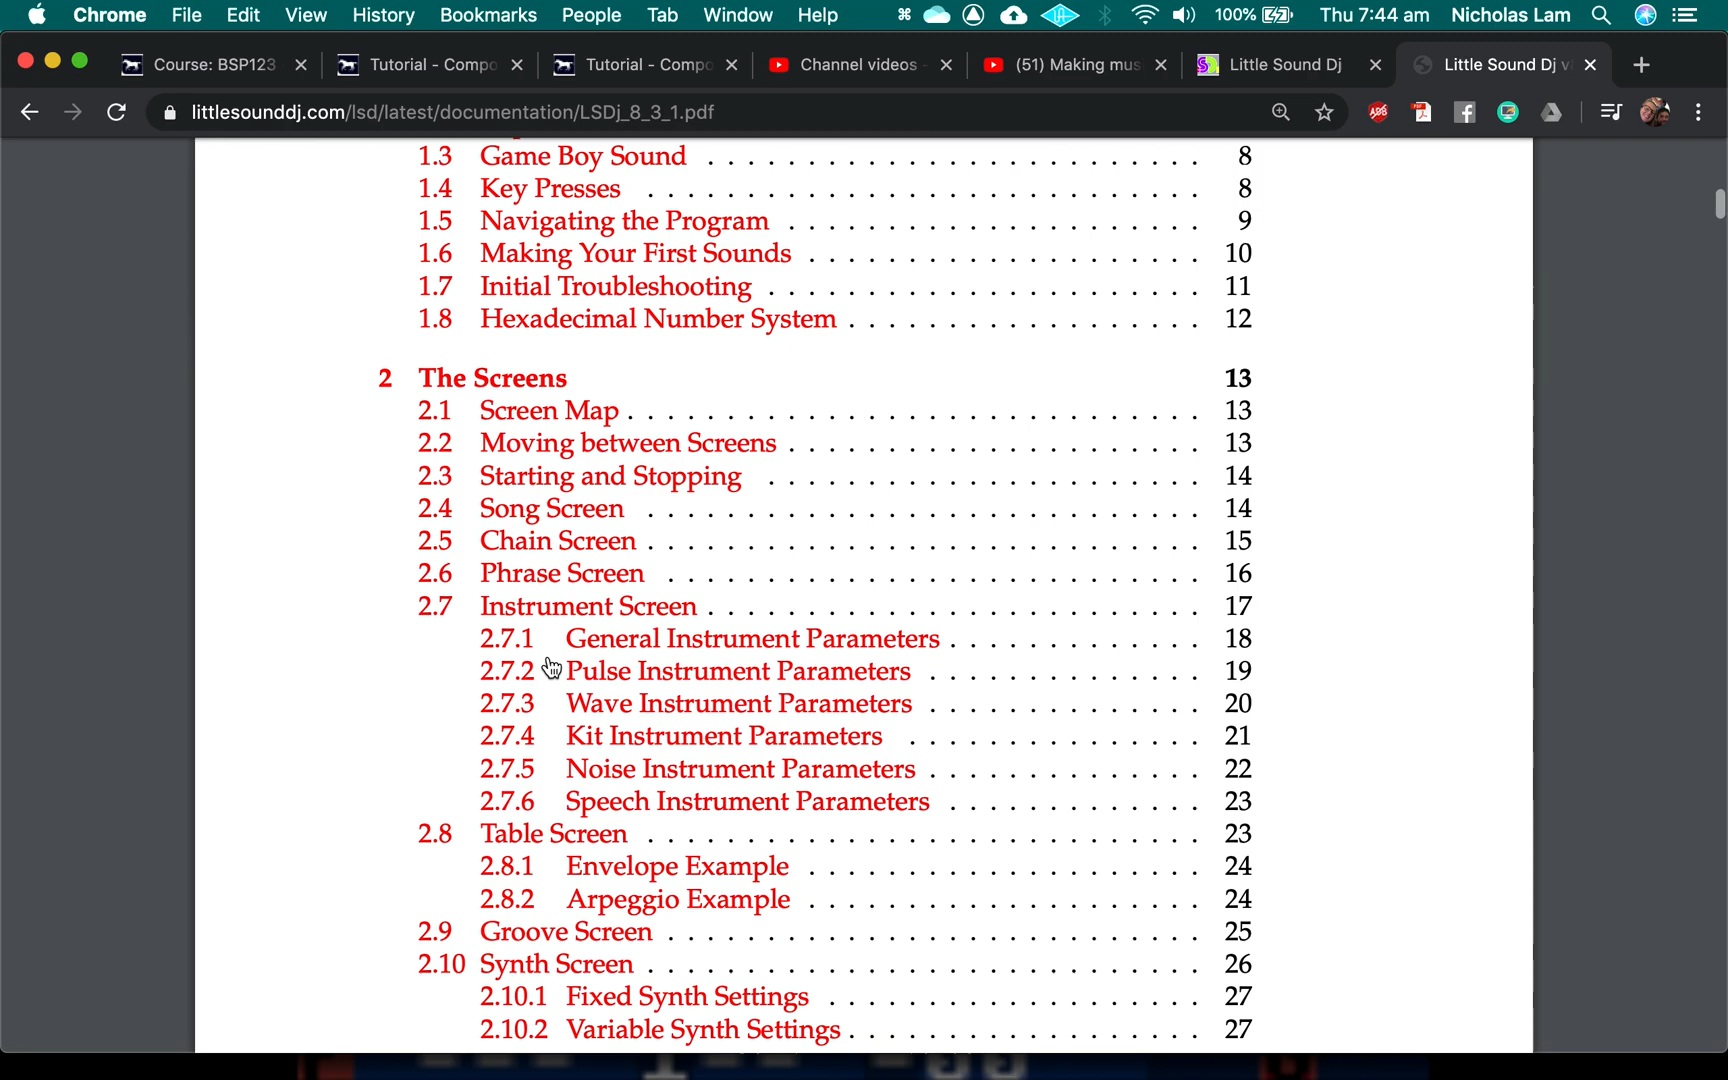 Chrome File Edit View History Bookmarks People Tab Window Help 100% Thu 7:44 am Nicholas Lam
Course: BSP123 Tutorial - Compo Tutorial - Compo Channel videos - (51) Making mus Little Sound Dj Little Sound Dj v
littlesounddj.com/lsd/latest/documentation/LSDj_8_3_1.pdf
1.3 Game Boy Sound . . . . . . . . . . . . . . . . . . . . . . . . . 8
1.4 Key Presses . . . . . . . . . . . . . . . . . . . . . . . . . . . . 8
1.5 Navigating the Program . . . . . . . . . . . . . . . . . . . . . 9
1.6 Making Your First Sounds . . . . . . . . . . . . . . . . . . . . 10
1.7 Initial Troubleshooting . . . . . . . . . . . . . . . . . . . . . . 11
1.8 Hexadecimal Number System . . . . . . . . . . . . . . . . . . 12
2 The Screens 13
2.1 Screen Map . . . . . . . . . . . . . . . . . . . . . . . . . . . . . 13
2.2 Moving between Screens . . . . . . . . . . . . . . . . . . . . . 13
2.3 Starting and Stopping . . . . . . . . . . . . . . . . . . . . . . 14
2.4 Song Screen . . . . . . . . . . . . . . . . . . . . . . . . . . . . 14
2.5 Chain Screen . . . . . . . . . . . . . . . . . . . . . . . . . . . . 15
2.6 Phrase Screen . . . . . . . . . . . . . . . . . . . . . . . . . . . 16
2.7 Instrument Screen . . . . . . . . . . . . . . . . . . . . . . . . . 17
2.7.1 General Instrument Parameters . . . . . . . . . . . . . 18
2.7.2 Pulse Instrument Parameters . . . . . . . . . . . . . . 19
2.7.3 Wave Instrument Parameters . . . . . . . . . . . . . . 20
2.7.4 Kit Instrument Parameters . . . . . . . . . . . . . . . 21
2.7.5 Noise Instrument Parameters . . . . . . . . . . . . . . 22
2.7.6 Speech Instrument Parameters . . . . . . . . . . . . . 23
2.8 Table Screen . . . . . . . . . . . . . . . . . . . . . . . . . . . . 23
2.8.1 Envelope Example . . . . . . . . . . . . . . . . . . . . 24
2.8.2 Arpeggio Example . . . . . . . . . . . . . . . . . . . . 24
2.9 Groove Screen . . . . . . . . . . . . . . . . . . . . . . . . . . . 25
2.10 Synth Screen . . . . . . . . . . . . . . . . . . . . . . . . . . . . 26
2.10.1 Fixed Synth Settings . . . . . . . . . . . . . . . . . . . 27
2.10.2 Variable Synth Settings . . . . . . . . . . . . . . . . . . 27